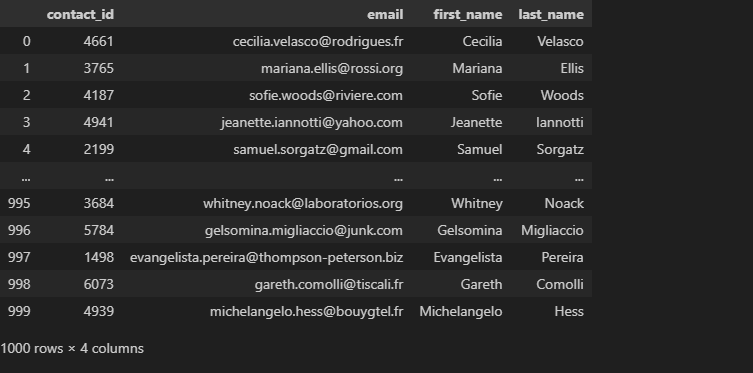 contact_id email first_name last_name
0 4661 cecilia.velasco@rodrigues.fr Cecilia Velasco
1 3765 mariana.ellis@rossi.org Mariana Ellis
2 4187 sofie.woods@riviere.com Sofie Woods
3 4941 jeanette.iannotti@yahoo.com Jeanette Iannotti
4 2199 samuel.sorgatz@gmail.com Samuel Sorgatz
... ... ... ... ...
995 3684 whitney.noack@laboratorios.org Whitney Noack
996 5784 gelsomina.migliaccio@junk.com Gelsomina Migliaccio
997 1498 evangelista.pereira@thompson-peterson.biz Evangelista Pereira
998 6073 gareth.comolli@tiscali.fr Gareth Comolli
999 4939 michelangelo.hess@bouygtel.fr Michelangelo Hess
1000 rows × 4 columns